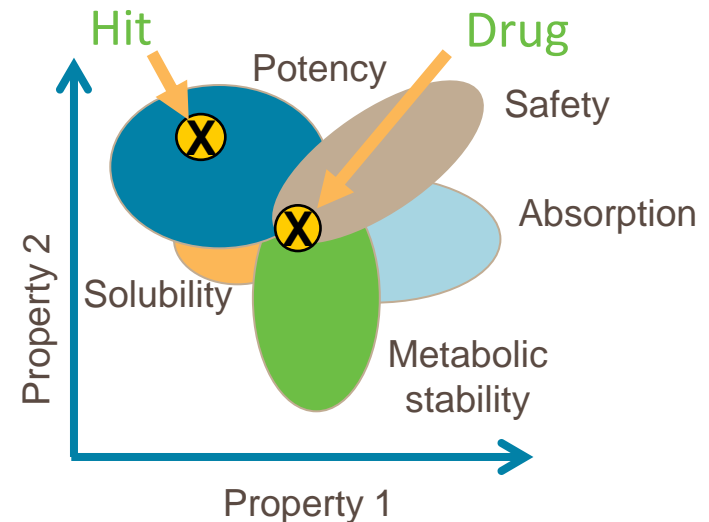 Hit
Drug
Potency
Safety
X
Absorption
X
Solubility
Metabolic
stability
Property 2
Property 1